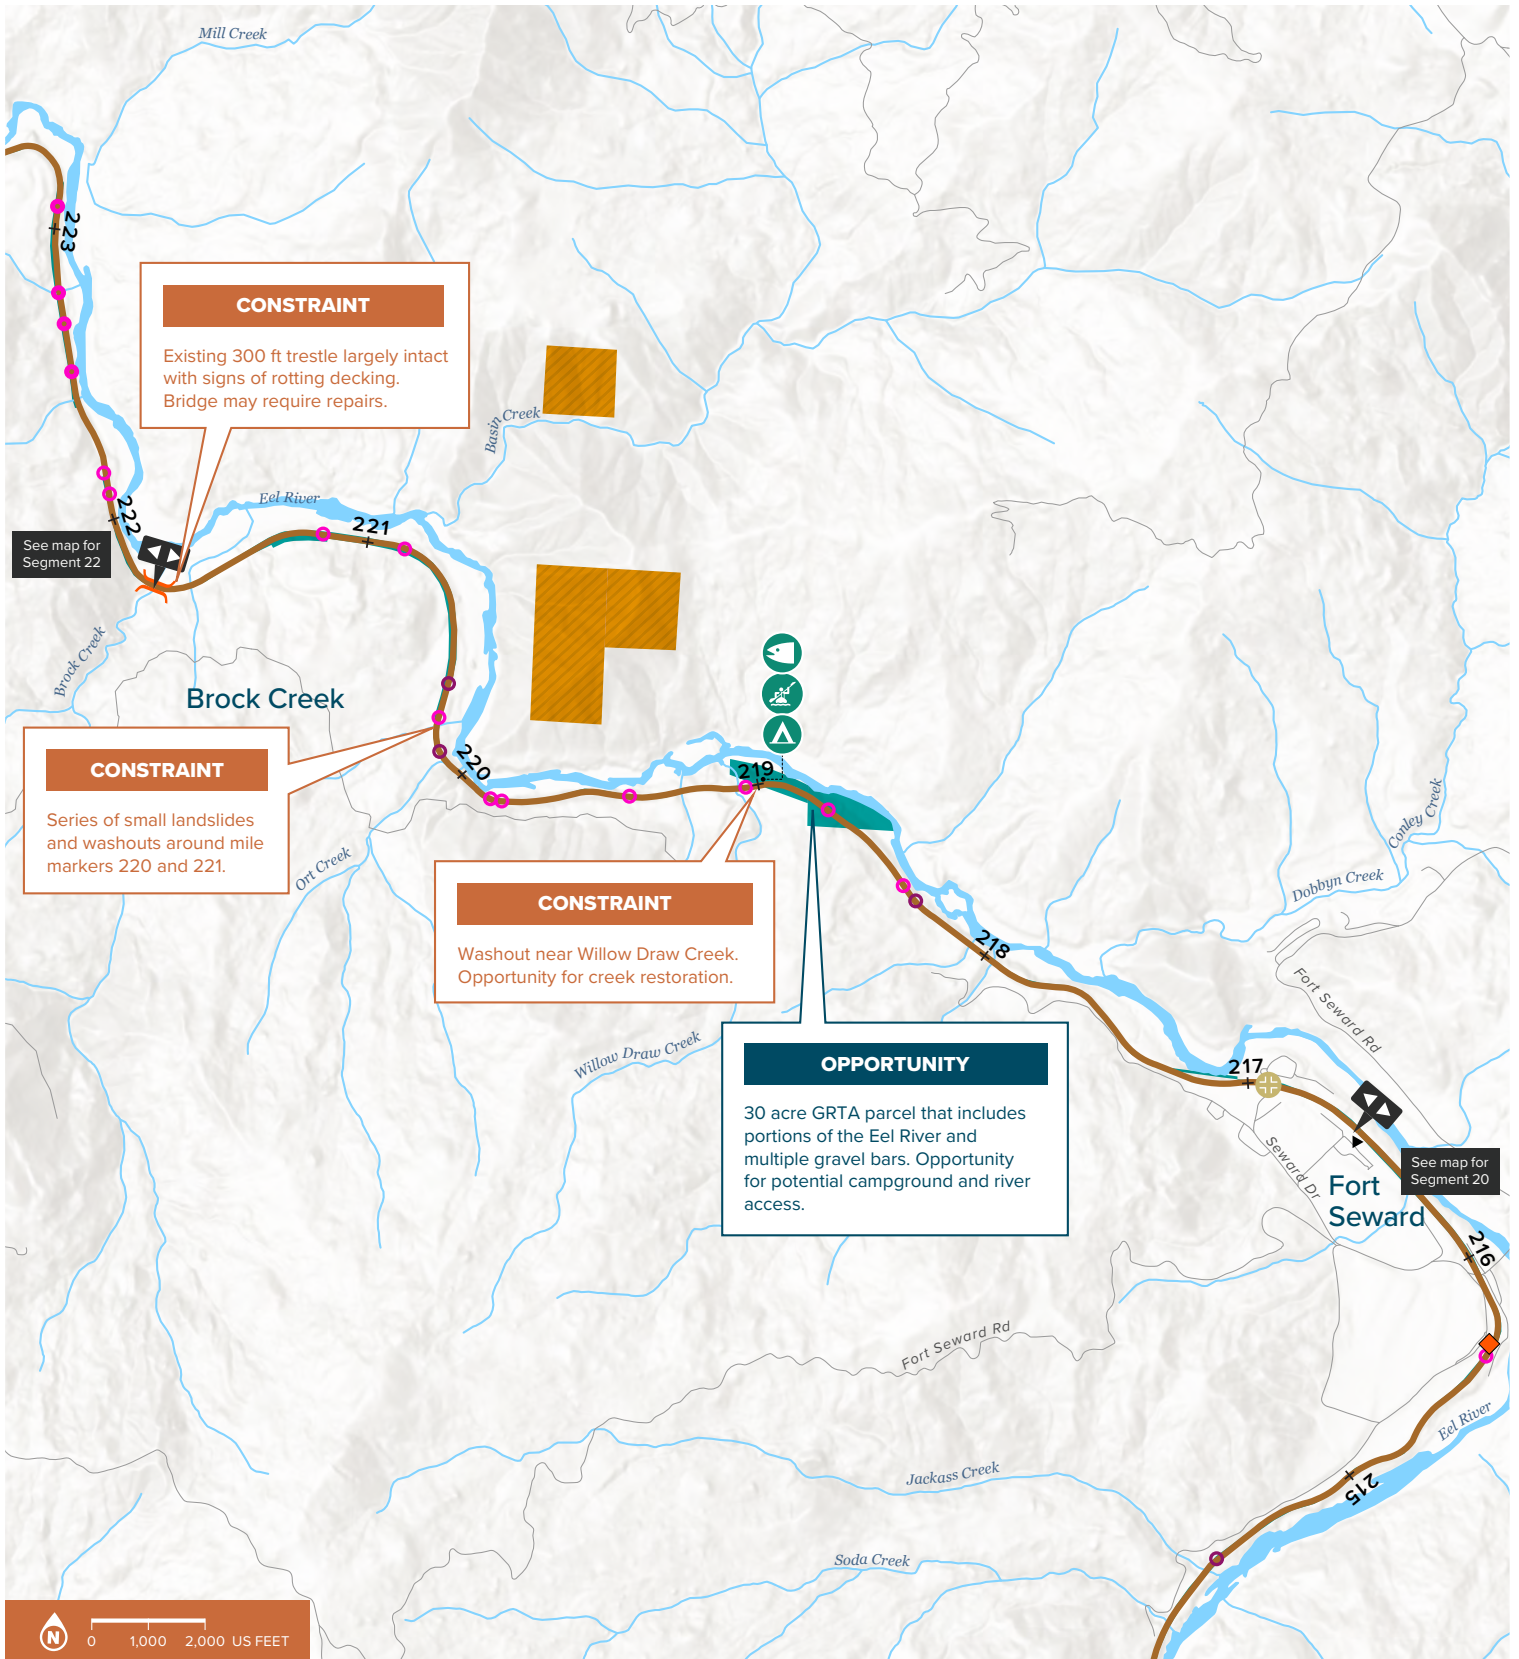 Mill Creek
223
CONSTRAINT
Existing 300 ft trestle largely intact
with signs of rotting decking.
Bridge may require repairs.
Basin Creek
Eel River
222
221
See map for
Segment 22
Brock Creek
Brock Creek
CONSTRAINT
Series of small landslides
and washouts around mile
markers 220 and 221.
220
219
Ort Creek
CONSTRAINT
Washout near Willow Draw Creek.
Opportunity for creek restoration.
Conley Creek
Dobbyn Creek
218
Fort Seward Rd
Willow Draw Creek
OPPORTUNITY
30 acre GRTA parcel that includes
portions of the Eel River and
multiple gravel bars. Opportunity
for potential campground and river
access.
217
Seward Dr
See map for
Segment 20
Fort
Seward
216
Fort Seward Rd
Eel River
Jackass Creek
215
Soda Creek
N
0 1,000 2,000 US FEET